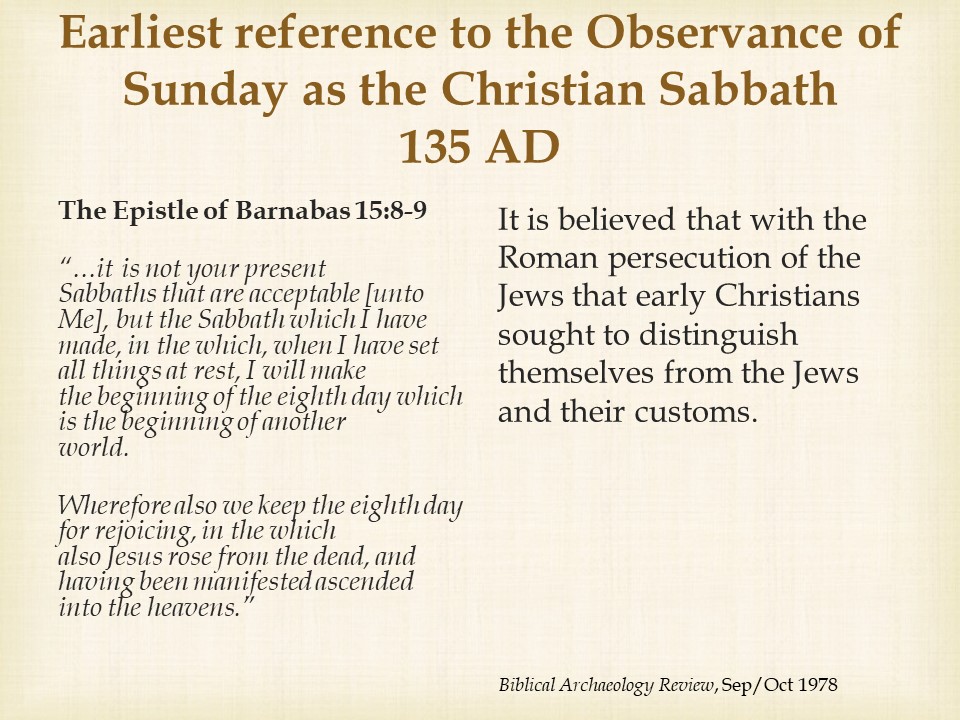 Earliest reference to the Observance of
Sunday as the Christian Sabbath
135 AD
The Epistle of Barnabas 15:8-9
“…it is not your present
Sabbaths that are acceptable [unto
Me], but the Sabbath which I have
made, in the which, when I have set
all things at rest, I will make
the beginning of the eighth day which
is the beginning of another
world.
Wherefore also we keep the eighth day
for rejoicing, in the which
also Jesus rose from the dead, and
having been manifested ascended
into the heavens.”
It is believed that with the
Roman persecution of the
Jews that early Christians
sought to distinguish
themselves from the Jews
and their customs.
Biblical Archaeology Review, Sep/Oct 1978